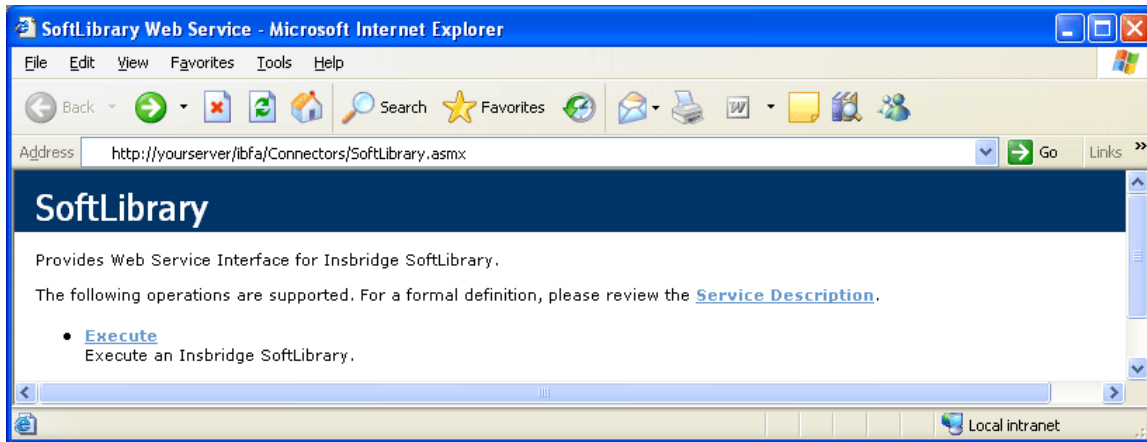 SoftLibrary Web Service - Microsoft Internet Explorer
File Edit View Favorites Tools Help
Back Search Favorites
Address http://yourserver/ibfa/Connectors/SoftLibrary.asmx Go Links »
SoftLibrary
Provides Web Service Interface for Insbridge SoftLibrary.
The following operations are supported. For a formal definition, please review the Service Description.
• Execute
Execute an Insbridge SoftLibrary.
Local intranet